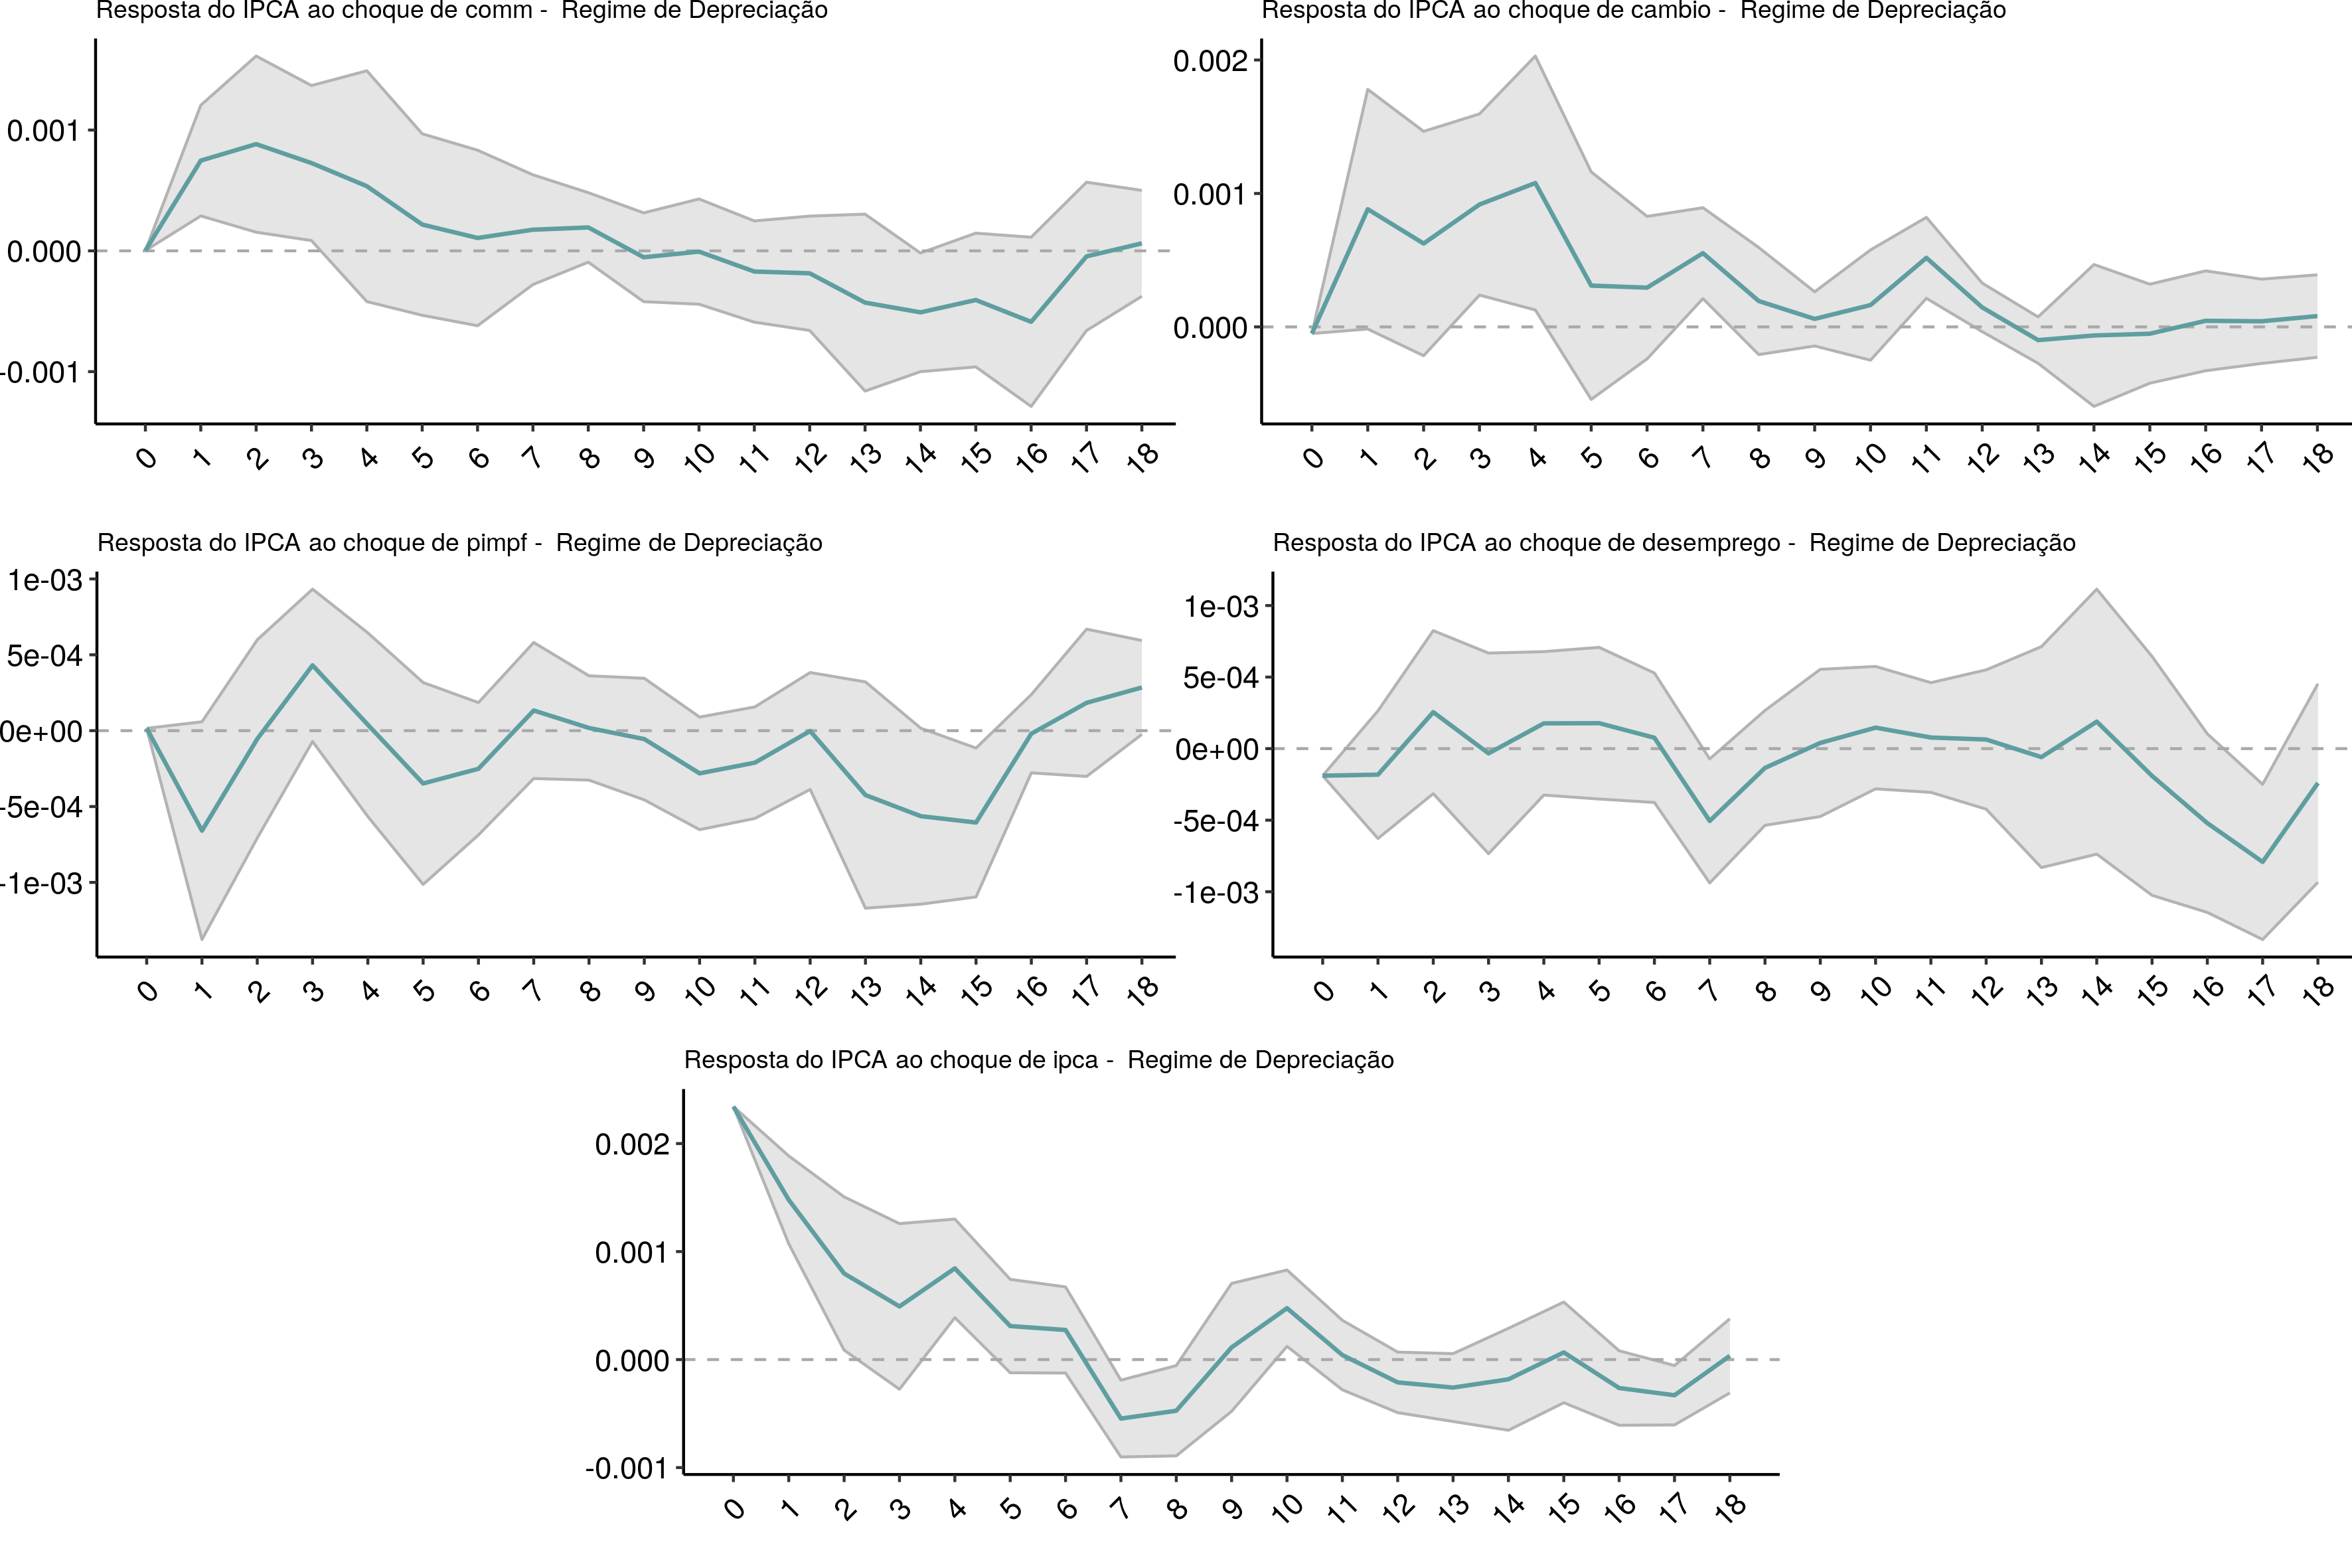 Resposta do IPCA ao choque de comm -  Regime de Depreciação
0.001
0.000
-0.001
0 1 2 3 4 5 6 7 8 9 10 11 12 13 14 15 16 17 18
Resposta do IPCA ao choque de cambio -  Regime de Depreciação
0.002
0.001
0.000
0 1 2 3 4 5 6 7 8 9 10 11 12 13 14 15 16 17 18
Resposta do IPCA ao choque de pimpf -  Regime de Depreciação
1e-03
5e-04
0e+00
-5e-04
-1e-03
0 1 2 3 4 5 6 7 8 9 10 11 12 13 14 15 16 17 18
Resposta do IPCA ao choque de desemprego -  Regime de Depreciação
1e-03
5e-04
0e+00
-5e-04
-1e-03
0 1 2 3 4 5 6 7 8 9 10 11 12 13 14 15 16 17 18
Resposta do IPCA ao choque de ipca -  Regime de Depreciação
0.002
0.001
0.000
-0.001
0 1 2 3 4 5 6 7 8 9 10 11 12 13 14 15 16 17 18